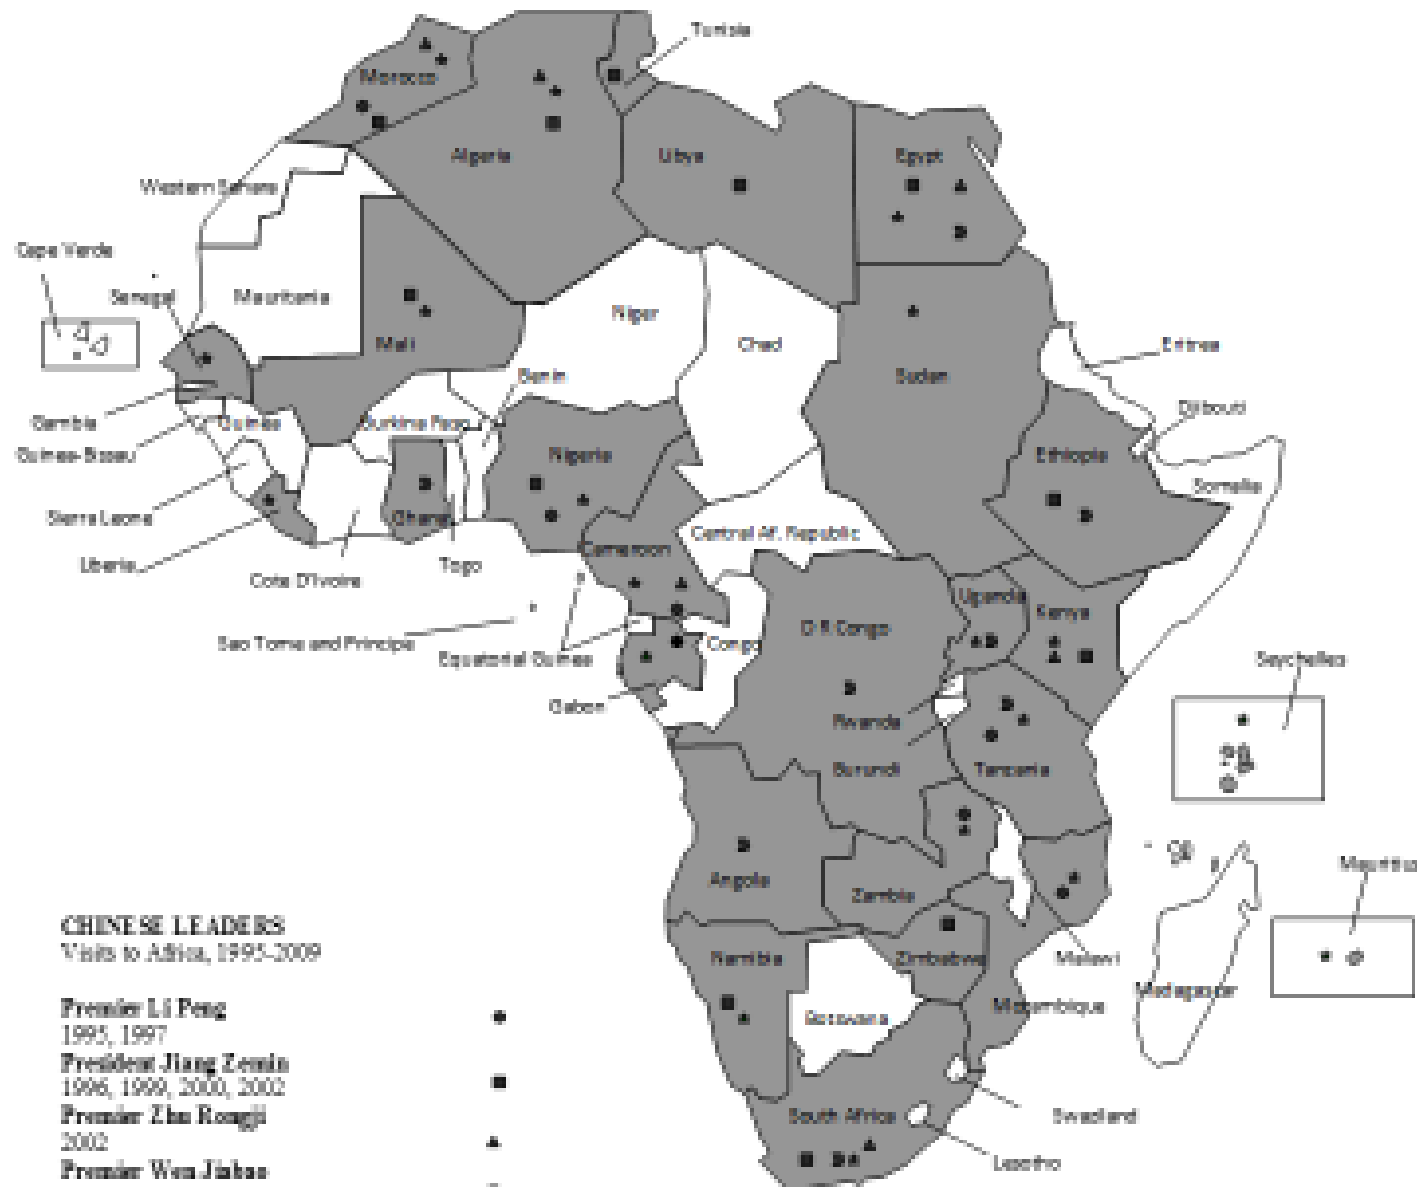 Tunisia
Morocco
Algeria
Libya
Egypt
Western Sahara
Cape Verde
Senegal
Mauritania
Niger
Mali
Chad
Sudan
Eritrea
Benin
Gambia
Guinea
Burkina Faso
Djibouti
Guinea-Bissau
Nigeria
Ethiopia
Somalia
Sierra Leone
Ghana
Central Af. Republic
Liberia
Cote D'Ivoire
Togo
Cameroon
Uganda
Kenya
D R Congo
Sao Tome and Principe
Equatorial Guinea
Congo
Seychelles
Gabon
Rwanda
Burundi
Tanzania
Angola
Zambia
Mauritius
Namibia
Zimbabwe
Malawi
Madagascar
Mozambique
Botswana
South Africa
Swaziland
Lesotho
CHINESE LEADERS
Visits to Africa, 1995-2009
Premier Li Peng
1995, 1997
President Jiang Zemin
1996, 1999, 2000, 2002
Premier Zhu Rongji
2002
Premier Wen Jiabao